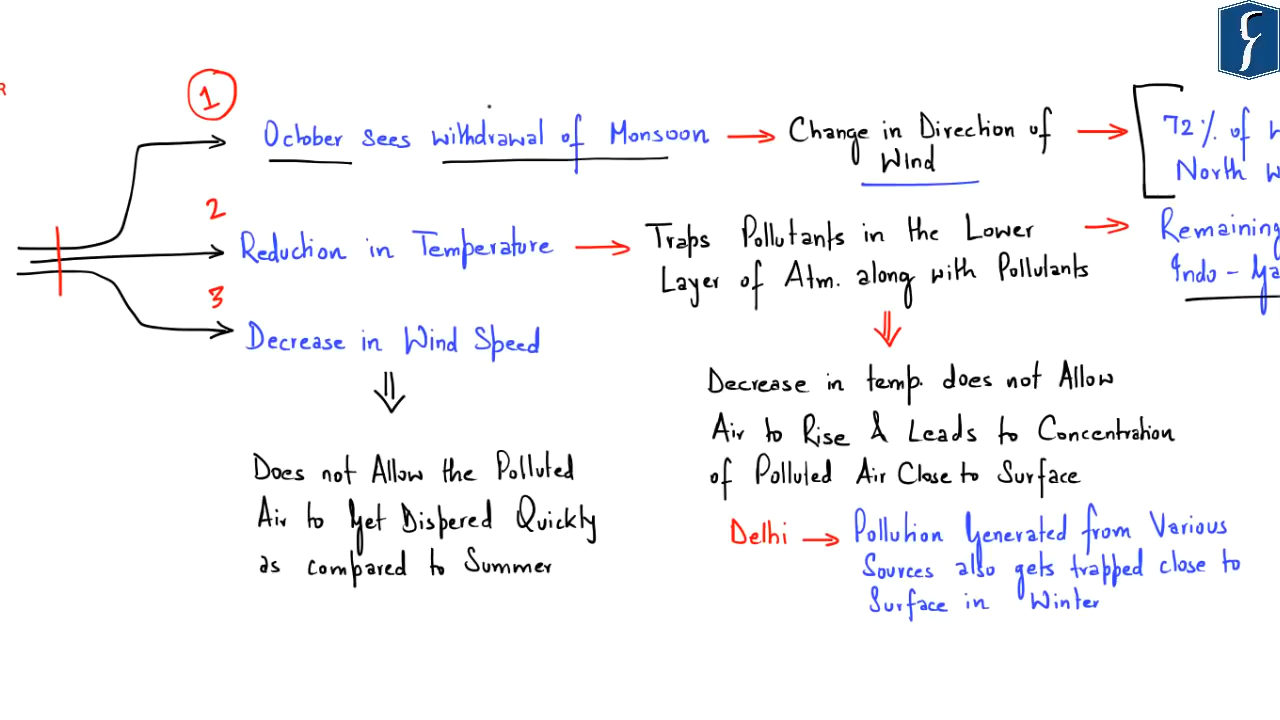 R
1
October sees withdrawal of Monsoon → Change in Direction of Wind → 72% of
North W
2
Reduction in Temperature → Traps Pollutants in the Lower
Layer of Atm. along with Pollutants
→ Remaining
Indo - Ga
3
Decrease in Wind Speed
Does not Allow the Polluted
Air to Get Dispered Quickly
as compared to Summer
Decrease in temp. does not Allow
Air to Rise & Leads to Concentration
of Polluted Air Close to Surface
Delhi → Pollution Generated from Various
Sources also gets trapped close to
Surface in Winter